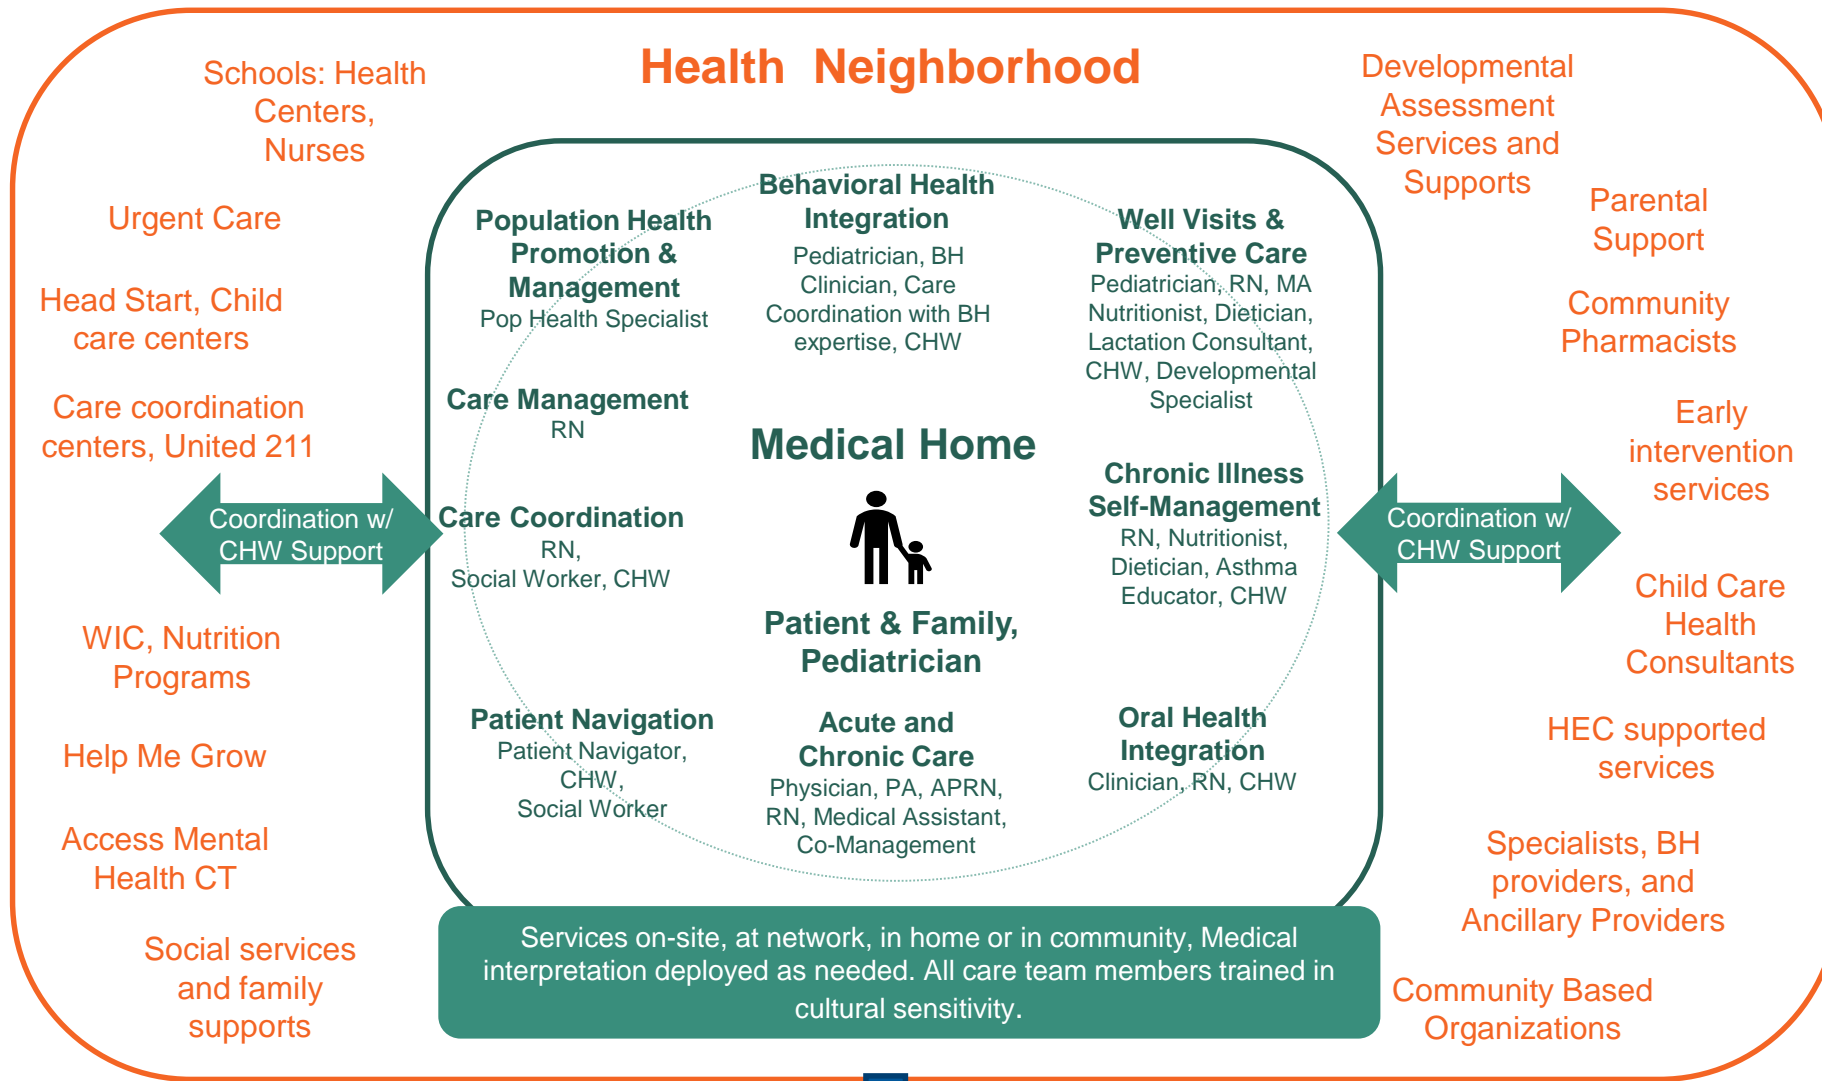 Health Neighborhood
Schools: Health
Centers,
Nurses
Urgent Care
Head Start, Child
care centers
Care coordination
centers, United 211
Coordination w/
CHW Support
WIC, Nutrition
Programs
Help Me Grow
Access Mental
Health CT
Social services
and family
supports
Population Health
Promotion &
Management
Pop Health Specialist
Care Management
RN
Care Coordination
RN,
Social Worker, CHW
Patient Navigation
Patient Navigator,
CHW,
Social Worker
Behavioral Health
Integration
Pediatrician, BH
Clinician, Care
Coordination with BH
expertise, CHW
Medical Home
Patient & Family,
Pediatrician
Acute and
Chronic Care
Physician, PA, APRN,
RN, Medical Assistant,
Co-Management
Well Visits &
Preventive Care
Pediatrician, RN, MA
Nutritionist, Dietician,
Lactation Consultant,
CHW, Developmental
Specialist
Chronic Illness
Self-Management
RN, Nutritionist,
Dietician, Asthma
Educator, CHW
Oral Health
Integration
Clinician, RN, CHW
Services on-site, at network, in home or in community, Medical
interpretation deployed as needed. All care team members trained in
cultural sensitivity.
Developmental
Assessment
Services and
Supports
Parental
Support
Community
Pharmacists
Early
intervention
services
Coordination w/
CHW Support
Child Care
Health
Consultants
HEC supported
services
Specialists, BH
providers, and
Ancillary Providers
Community Based
Organizations